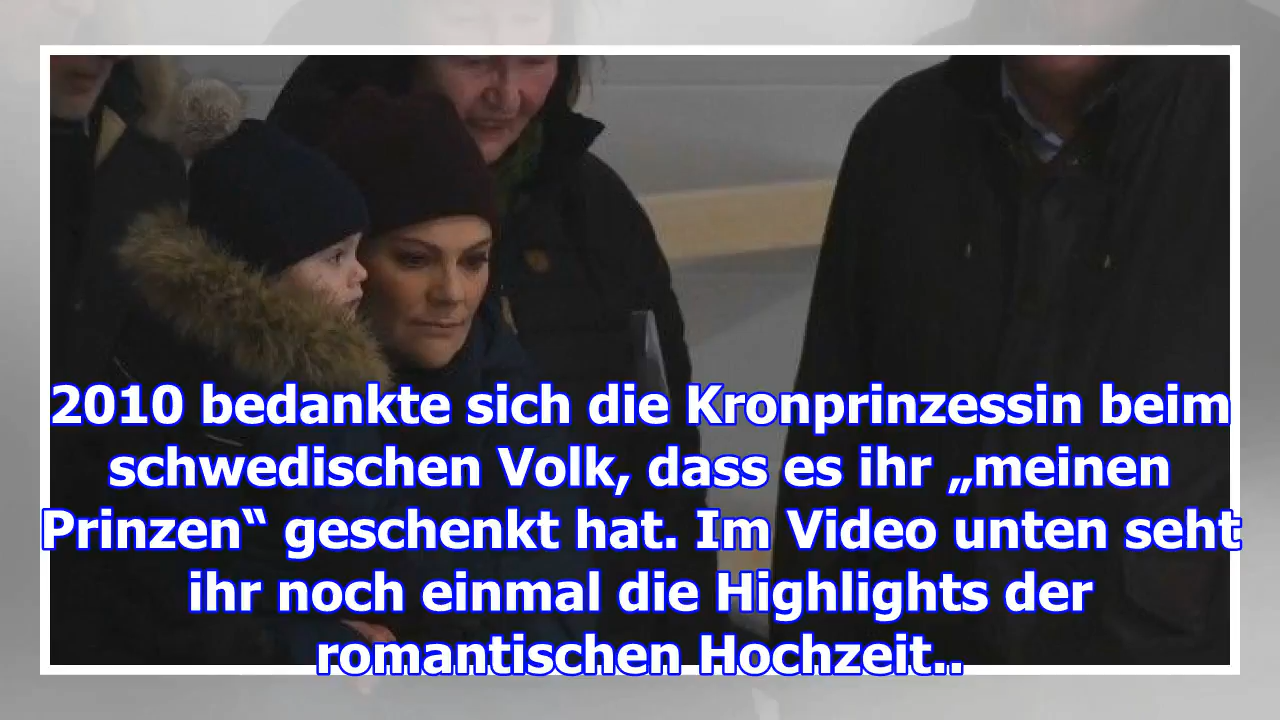 2010 bedankte sich die Kronprinzessin beim
schwedischen Volk, dass es ihr „meinen
Prinzen“ geschenkt hat. Im Video unten seht
ihr noch einmal die Highlights der
romantischen Hochzeit..